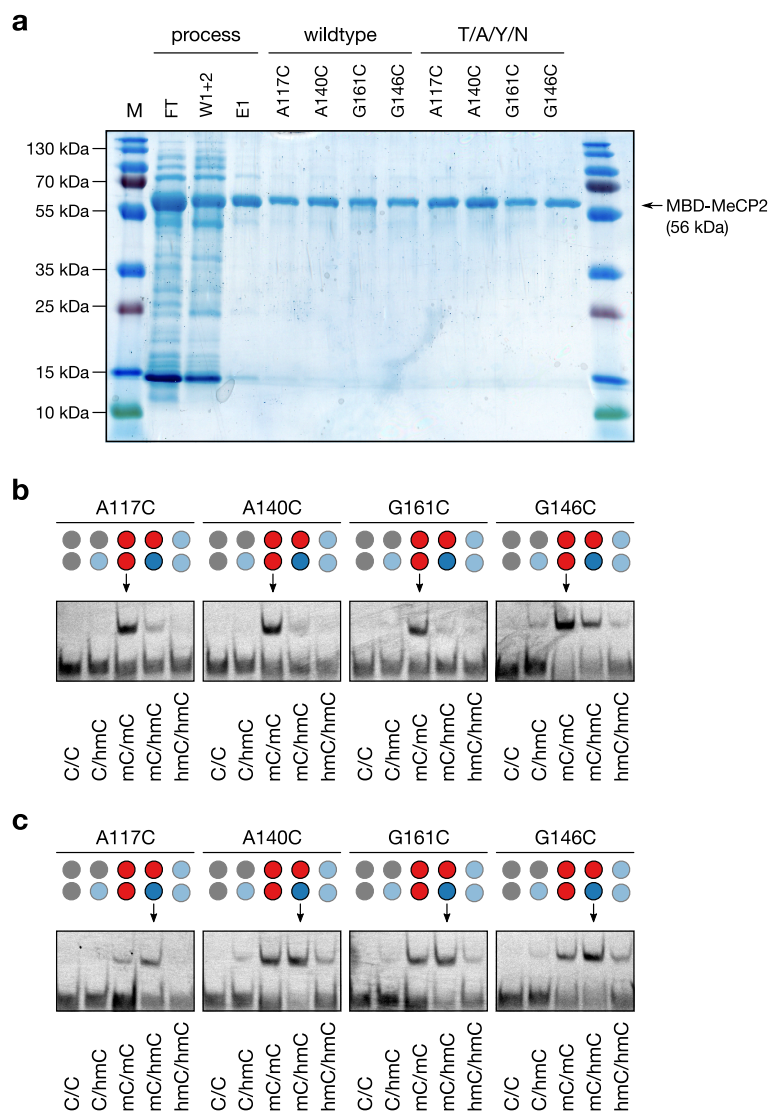 a
process wildtype T/A/Y/N
M FT W1+2 E1 A117C A140C G161C G146C A117C A140C G161C G146C
130 kDa
70 kDa
55 kDa
35 kDa
25 kDa
15 kDa
10 kDa
MBD-MeCP2
(56 kDa)
b
A117C A140C G161C G146C
C/C C/hmC mC/mC mC/hmC hmC/hmC C/C C/hmC mC/mC mC/hmC hmC/hmC C/C C/hmC mC/mC mC/hmC hmC/hmC C/C C/hmC mC/mC mC/hmC hmC/hmC
c
A117C A140C G161C G146C
C/C C/hmC mC/mC mC/hmC hmC/hmC C/C C/hmC mC/mC mC/hmC hmC/hmC C/C C/hmC mC/mC mC/hmC hmC/hmC C/C C/hmC mC/mC mC/hmC hmC/hmC